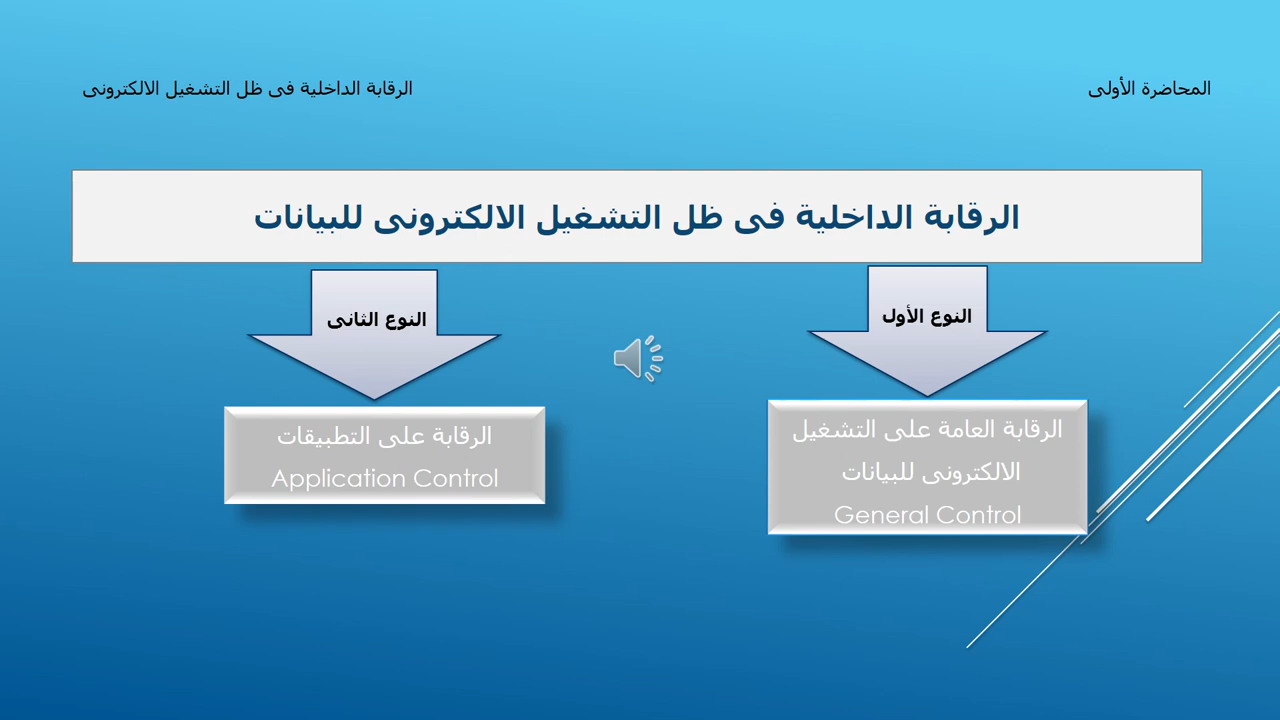 المحاضرة الأولى
الرقابة الداخلية فى ظل التشغيل الالكترونى
الرقابة الداخلية فى ظل التشغيل الالكترونى للبيانات
النوع الأول
الرقابة العامة على التشغيل
الالكترونى للبيانات
General Control
النوع الثانى
الرقابة على التطبيقات
Application Control